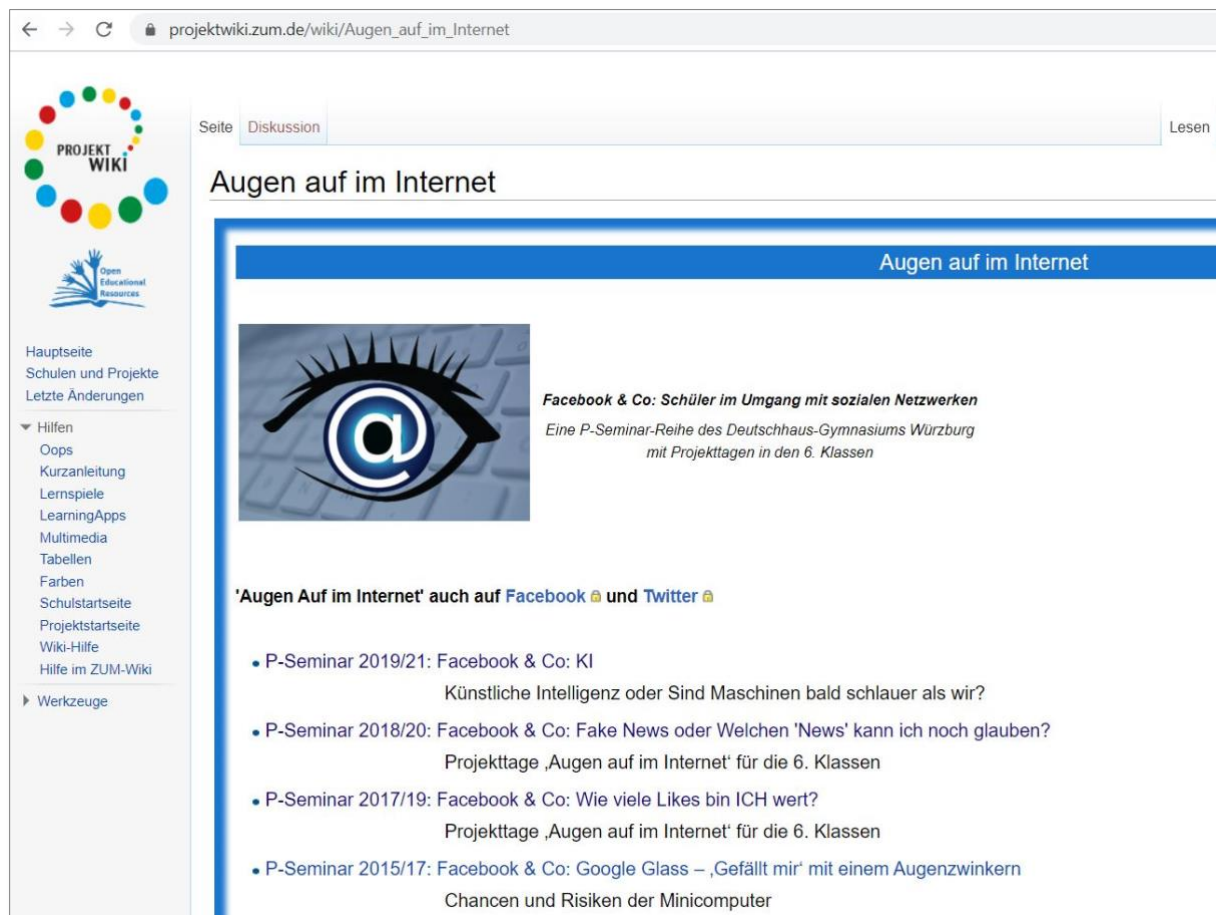 projektwiki.zum.de/wiki/Augen_auf_im_Internet
PROJEKT
WIKI
Open
Educational
Resources
Hauptseite
Schulen und Projekte
Letzte Änderungen
Hilfen
Oops
Kurzanleitung
Lernspiele
LearningApps
Multimedia
Tabellen
Farben
Schulstartseite
Projektstartseite
Wiki-Hilfe
Hilfe im ZUM-Wiki
Werkzeuge
Seite Diskussion Lesen
Augen auf im Internet
Augen auf im Internet
@
Facebook & Co: Schüler im Umgang mit sozialen Netzwerken
Eine P-Seminar-Reihe des Deutschhaus-Gymnasiums Würzburg
mit Projekttagen in den 6. Klassen
'Augen Auf im Internet' auch auf Facebook und Twitter
• P-Seminar 2019/21: Facebook & Co: KI
Künstliche Intelligenz oder Sind Maschinen bald schlauer als wir?
• P-Seminar 2018/20: Facebook & Co: Fake News oder Welchen 'News' kann ich noch glauben?
Projekttage ‚Augen auf im Internet‘ für die 6. Klassen
• P-Seminar 2017/19: Facebook & Co: Wie viele Likes bin ICH wert?
Projekttage ‚Augen auf im Internet‘ für die 6. Klassen
• P-Seminar 2015/17: Facebook & Co: Google Glass – ‚Gefällt mir‘ mit einem Augenzwinkern
Chancen und Risiken der Minicomputer